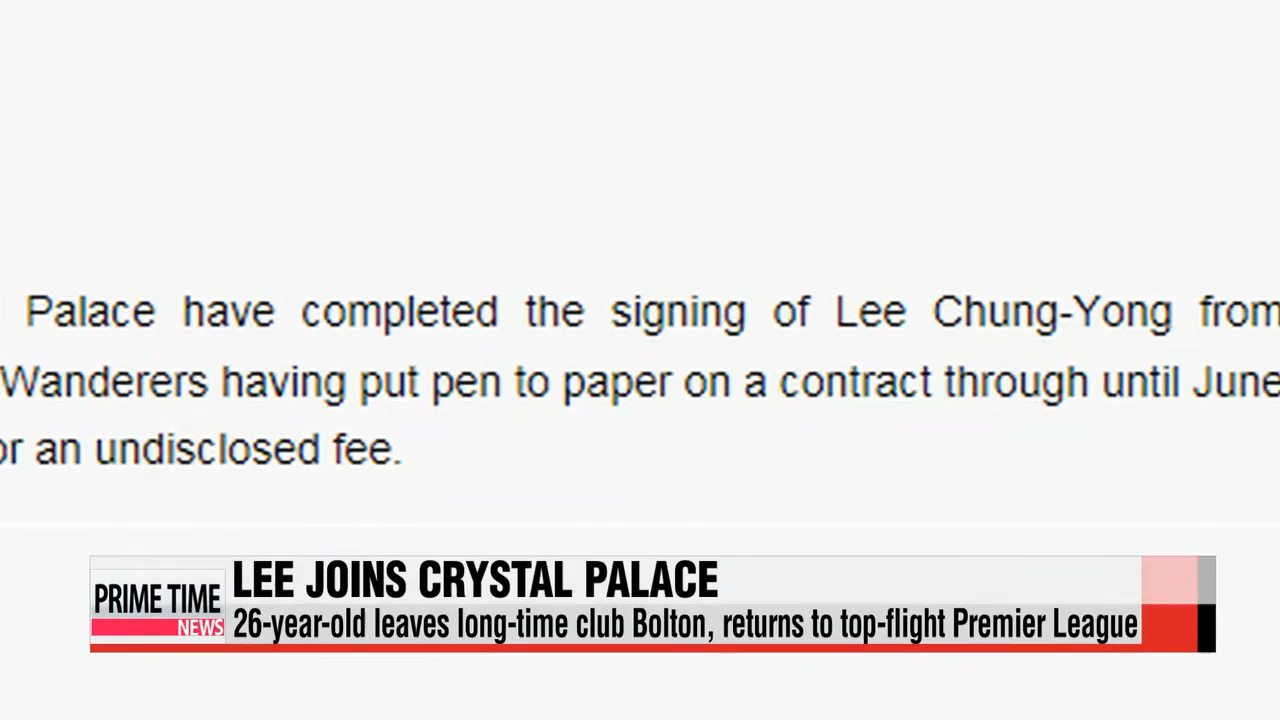 Palace have completed the signing of Lee Chung-Yong from
Wanderers having put pen to paper on a contract through until June
or an undisclosed fee.
LEE JOINS CRYSTAL PALACE
PRIME TIME
NEWS
26-year-old leaves long-time club Bolton, returns to top-flight Premier League